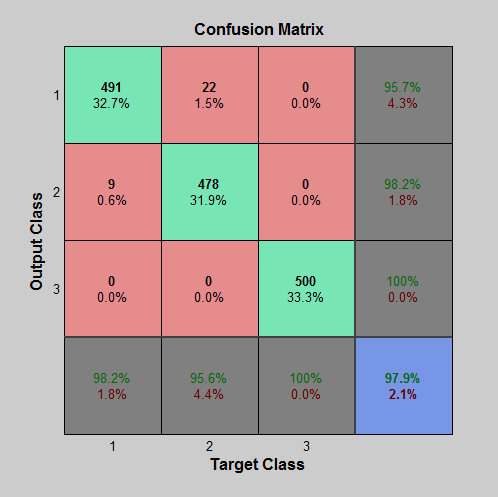 Confusion Matrix
491 22 0 95.7%
1 32.7% 1.5% 0.0% 4.3%
9 478 0 98.2%
2 0.6% 31.9% 0.0% 1.8%
0 0 500 100%
3 0.0% 0.0% 33.3% 0.0%
98.2% 95.6% 100% 97.9%
1.8% 4.4% 0.0% 2.1%
1 2 3
Target Class
Output Class